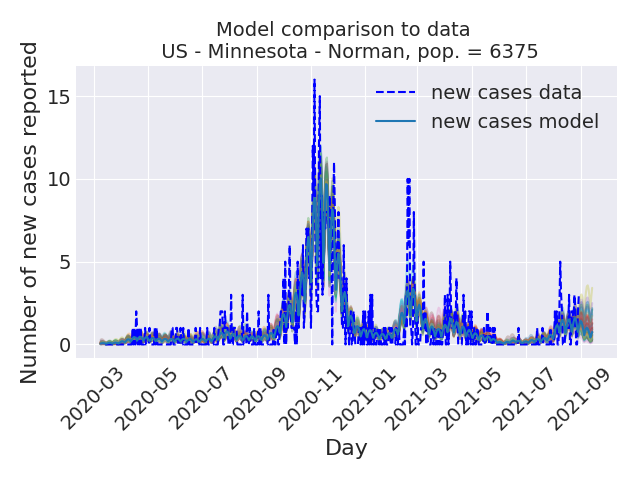 Model comparison to data
US - Minnesota - Norman, pop. = 6375
Number of new cases reported
15
10
5
0
new cases data
new cases model
2020-03
2020-05
2020-07
2020-09
2020-11
2021-01
2021-03
2021-05
2021-07
2021-09
Day